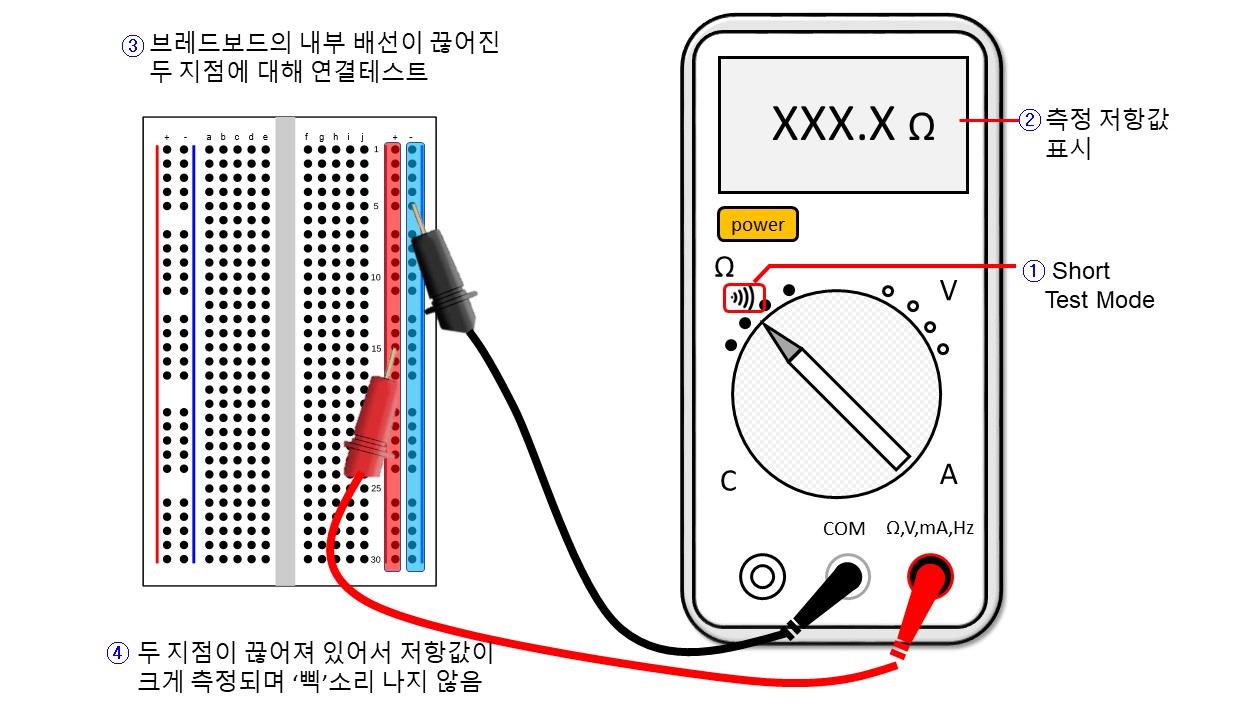 ③ 브레드보드의 내부 배선이 끊어진
두 지점에 대해 연결테스트
+ - a b c d e f g h i j + -
1
5
10
15
25
30
XXX.X Ω
② 측정 저항값
표시
power
Ω
① Short
Test Mode
V
C
A
COM Ω,V,mA,Hz
④ 두 지점이 끊어져 있어서 저항값이
크게 측정되며 ‘삑’소리 나지 않음